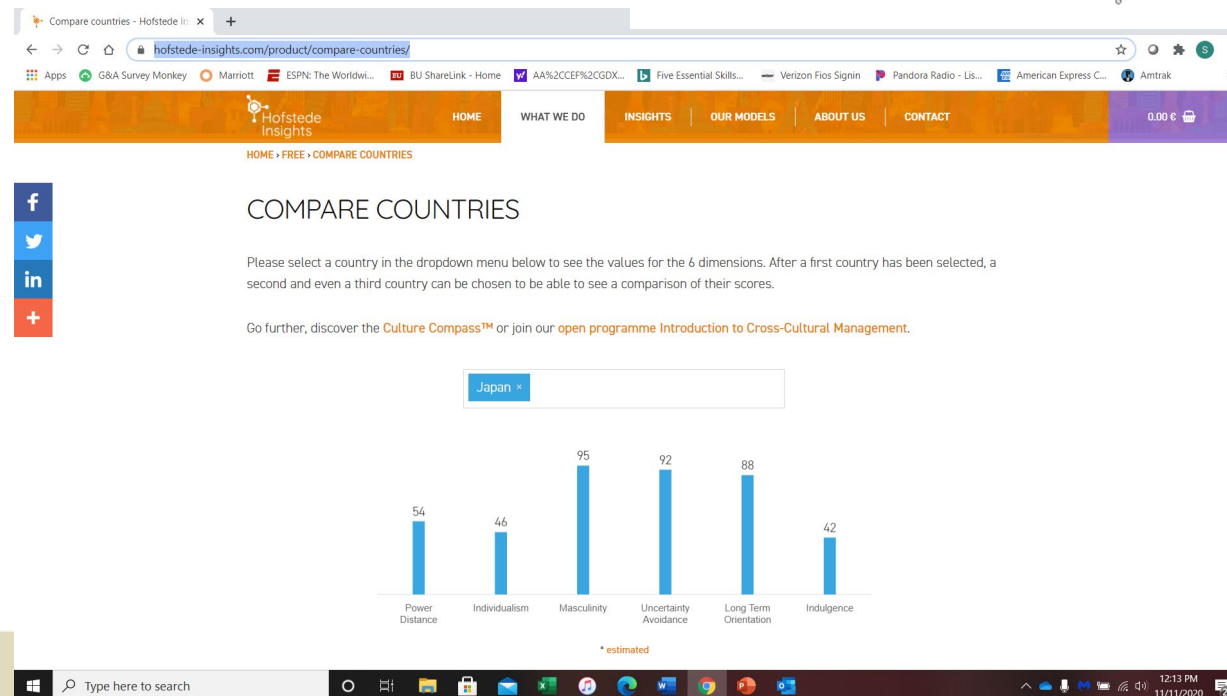 Compare countries - Hofstede In
hofstede-insights.com/product/compare-countries/
S
Apps G&A Survey Monkey Marriott ESPN: The Worldwi... BU BU ShareLink - Home AA%2CCEF%2CGDX... Five Essential Skills... Verizon Fios Signin Pandora Radio - Lis... American Express C... Amtrak
Hofstede
Insights
HOME WHAT WE DO INSIGHTS OUR MODELS ABOUT US CONTACT 0.00 €
HOME › FREE › COMPARE COUNTRIES
COMPARE COUNTRIES
Please select a country in the dropdown menu below to see the values for the 6 dimensions. After a first country has been selected, a
second and even a third country can be chosen to be able to see a comparison of their scores.
Go further, discover the Culture Compass™ or join our open programme Introduction to Cross-Cultural Management.
Japan ×
54 46 95 92 88 42
Power Distance
Individualism
Masculinity
Uncertainty Avoidance
Long Term Orientation
Indulgence
* estimated
Type here to search
12:13 PM
11/11/2020